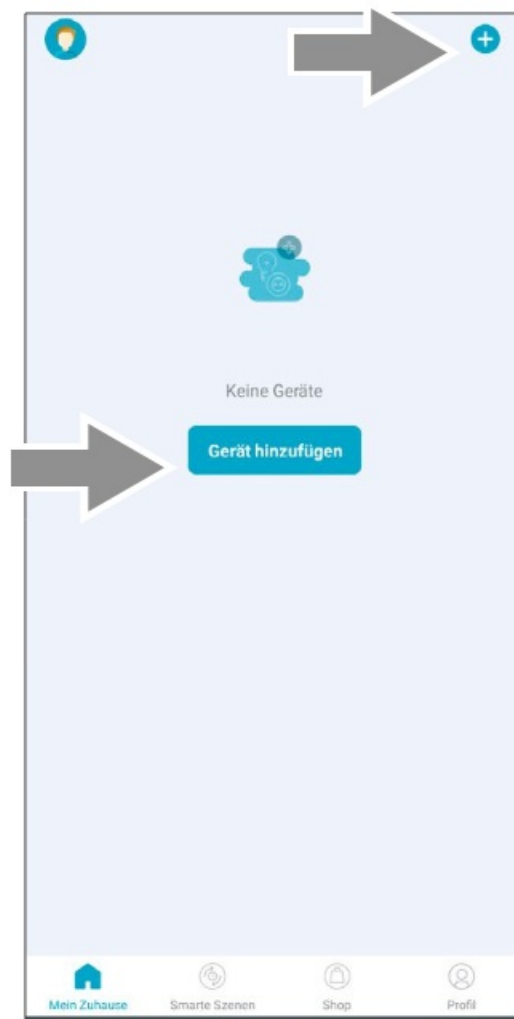 Keine Geräte
Gerät hinzufügen
Mein Zuhause
Smarte Szenen
Shop
Profil